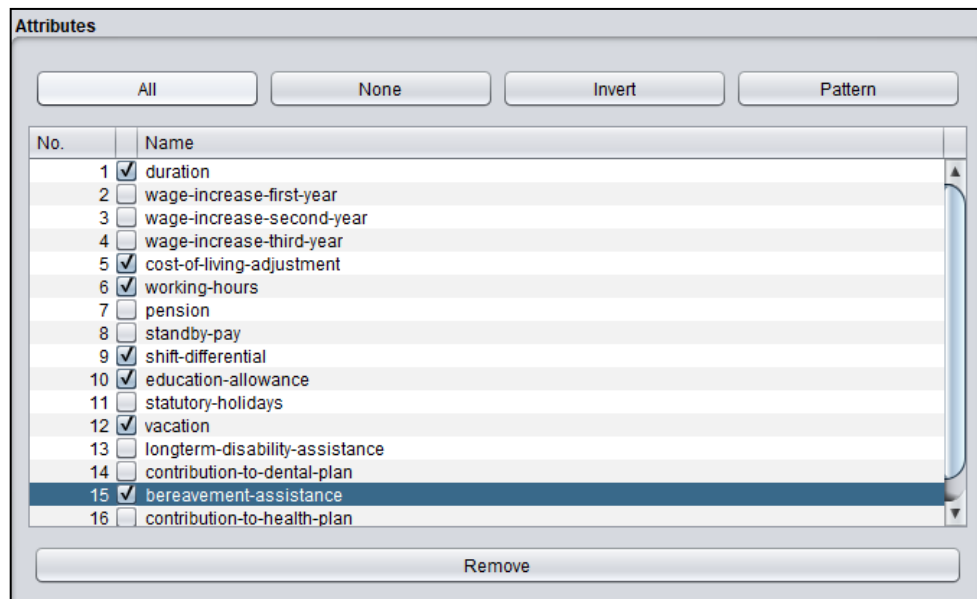 Attributes
All None Invert Pattern
No. Name
1 duration
2 wage-increase-first-year
3 wage-increase-second-year
4 wage-increase-third-year
5 cost-of-living-adjustment
6 working-hours
7 pension
8 standby-pay
9 shift-differential
10 education-allowance
11 statutory-holidays
12 vacation
13 longterm-disability-assistance
14 contribution-to-dental-plan
15 bereavement-assistance
16 contribution-to-health-plan
Remove